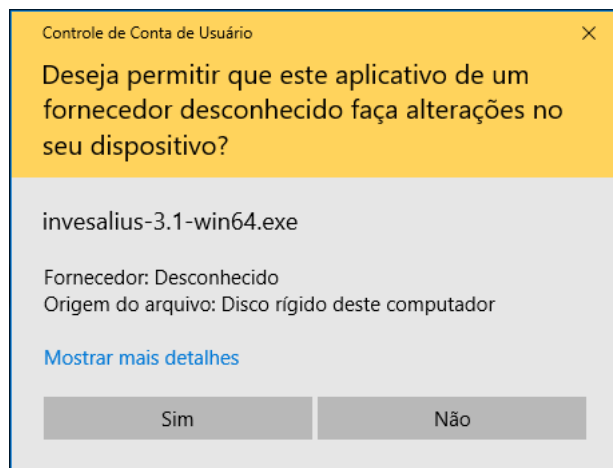 Controle de Conta de Usuário
Deseja permitir que este aplicativo de um
fornecedor desconhecido faça alterações no
seu dispositivo?
invesalius-3.1-win64.exe
Fornecedor: Desconhecido
Origem do arquivo: Disco rígido deste computador
Mostrar mais detalhes
Sim
Não